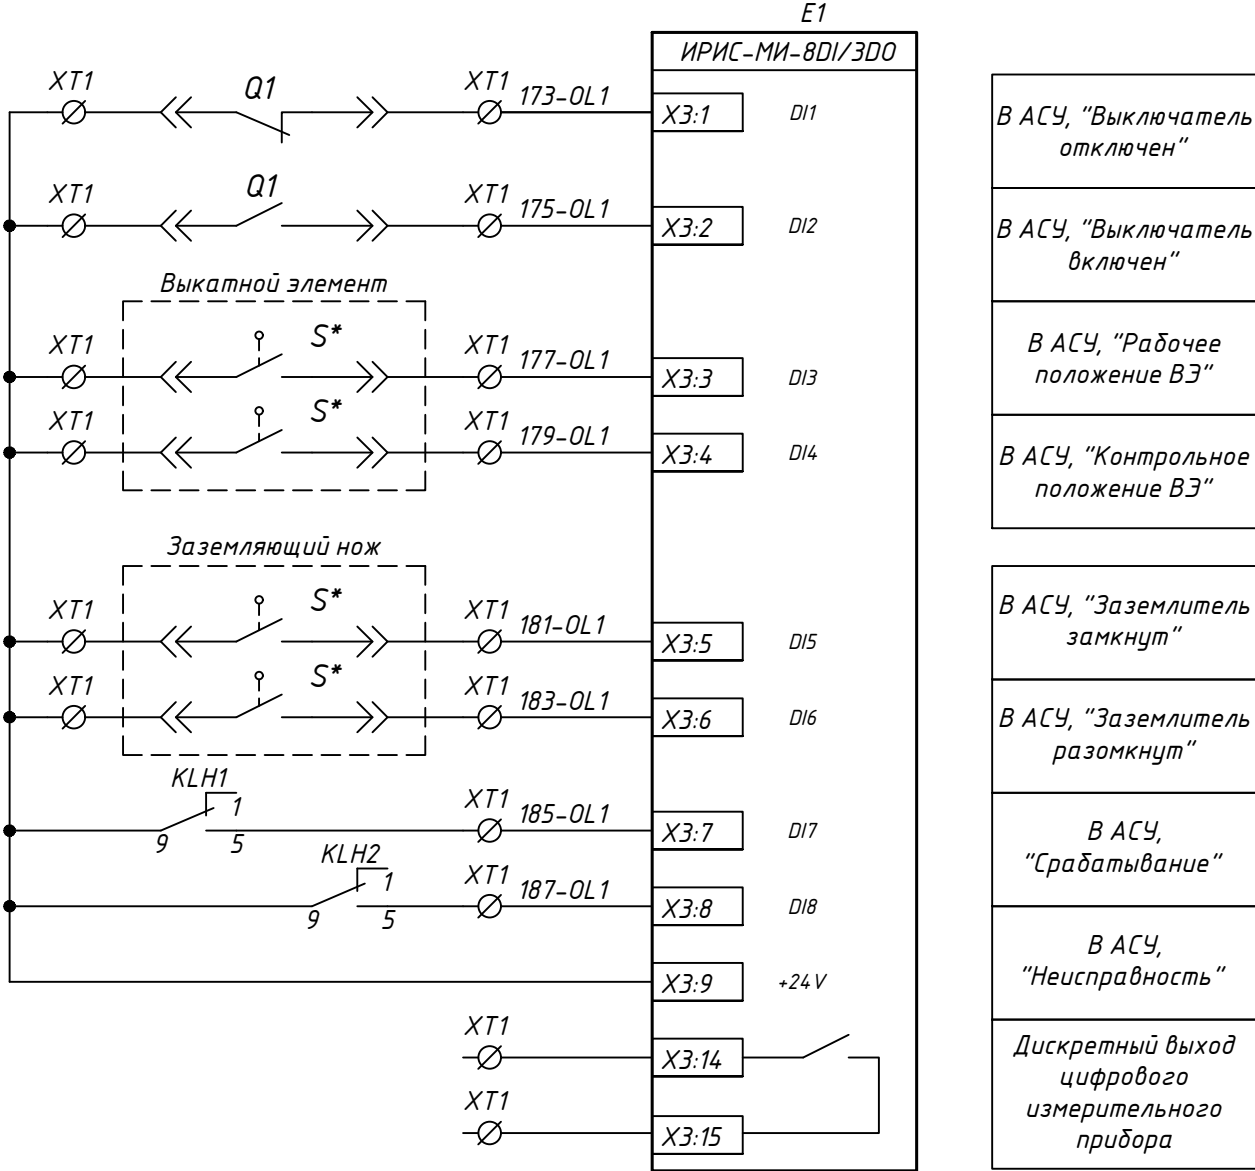 E1
ИРИС-МИ-8DI/3DO
XT1 Q1 XT1 173-OL1 X3:1 DI1
В АСУ, "Выключатель
отключен"
XT1 Q1 XT1 175-OL1 X3:2 DI2
В АСУ, "Выключатель
включен"
Выкатной элемент
XT1 S* XT1 177-OL1 X3:3 DI3
В АСУ, "Рабочее
положение ВЭ"
XT1 S* XT1 179-OL1 X3:4 DI4
В АСУ, "Контрольное
положение ВЭ"
Заземляющий нож
XT1 S* XT1 181-OL1 X3:5 DI5
В АСУ, "Заземлитель
замкнут"
XT1 S* XT1 183-OL1 X3:6 DI6
В АСУ, "Заземлитель
разомкнут"
KLH1
1
9 5
XT1 185-OL1 X3:7 DI7
В АСУ,
"Срабатывание"
KLH2
1
9 5
XT1 187-OL1 X3:8 DI8
В АСУ,
"Неисправность"
X3:9 +24V
XT1 X3:14
XT1 X3:15
Дискретный выход
цифрового
измерительного
прибора